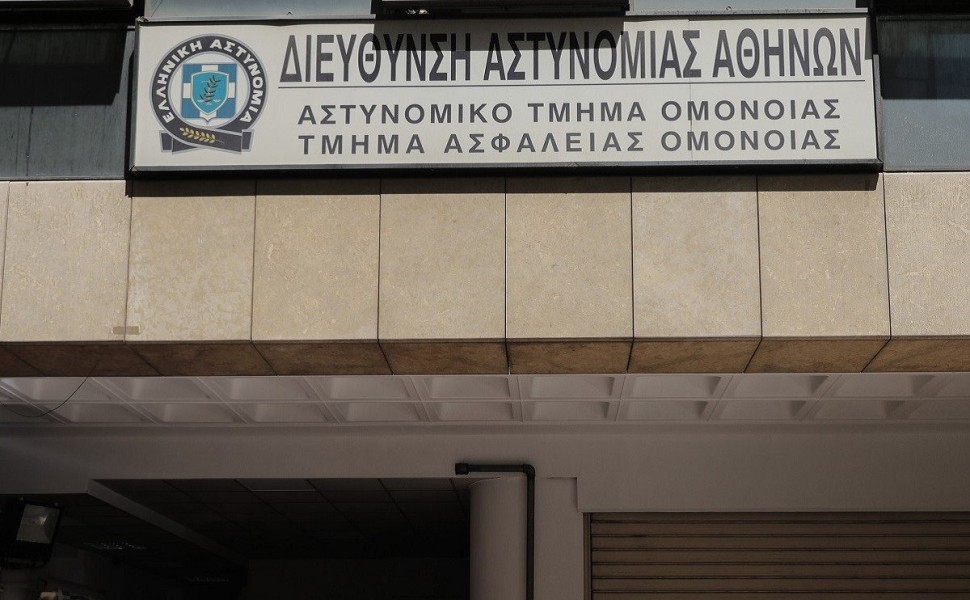 ΕΛΛΗΝΙΚΗ ΑΣΤΥΝΟΜΙΑ
ΔΙΕΥΘΥΝΣΗ ΑΣΤΥΝΟΜΙΑΣ ΑΘΗΝΩΝ
ΑΣΤΥΝΟΜΙΚΟ ΤΜΗΜΑ ΟΜΟΝΟΙΑΣ
ΤΜΗΜΑ ΑΣΦΑΛΕΙΑΣ ΟΜΟΝΟΙΑΣ